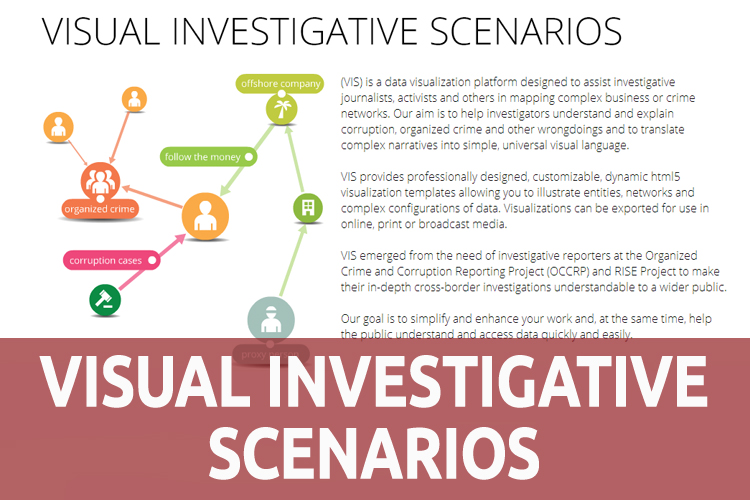 VISUAL INVESTIGATIVE SCENARIOS
offshore company
follow the money
organized crime
corruption cases
(VIS) is a data visualization platform designed to assist investigative
journalists, activists and others in mapping complex business or crime
networks. Our aim is to help investigators understand and explain
corruption, organized crime and other wrongdoings and to translate
complex narratives into simple, universal visual language.
VIS provides professionally designed, customizable, dynamic html5
visualization templates allowing you to illustrate entities, networks and
complex configurations of data. Visualizations can be exported for use in
online, print or broadcast media.
VIS emerged from the need of investigative reporters at the Organized
Crime and Corruption Reporting Project (OCCRP) and RISE Project to make
their in-depth cross-border investigations understandable to a wider public.
Our goal is to simplify and enhance your work and, at the same time, help
the public understand and access data quickly and easily.
proxy
VISUAL INVESTIGATIVE
SCENARIOS